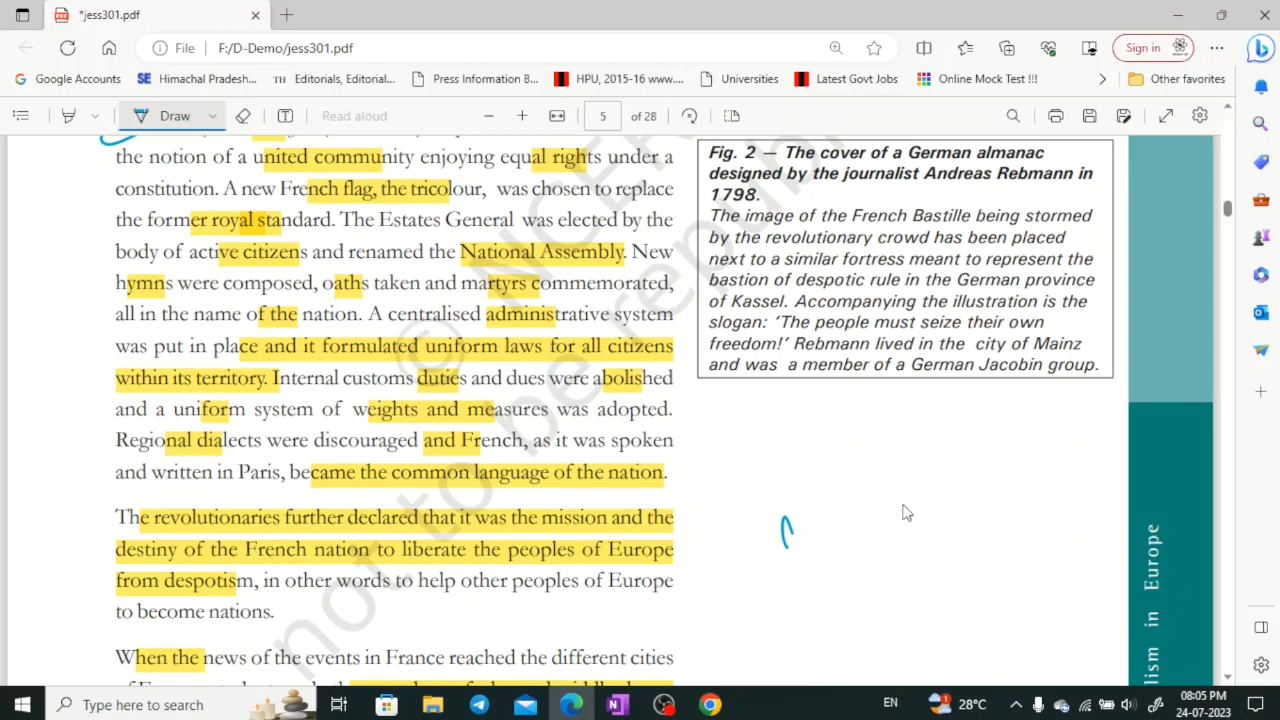 *jess301.pdf
File F:/D-Demo/jess301.pdf
Sign in
Google Accounts SE Himachal Pradesh... TH Editorials, Editorial... Press Information B... HPU, 2015-16 www.... Universities Latest Govt Jobs Online Mock Test !!! Other favorites
Draw Read aloud 5 of 28
the notion of a united community enjoying equal rights under a
constitution. A new French flag, the tricolour, was chosen to replace
the former royal standard. The Estates General was elected by the
body of active citizens and renamed the National Assembly. New
hymns were composed, oaths taken and martyrs commemorated,
all in the name of the nation. A centralised administrative system
was put in place and it formulated uniform laws for all citizens
within its territory. Internal customs duties and dues were abolished
and a uniform system of weights and measures was adopted.
Regional dialects were discouraged and French, as it was spoken
and written in Paris, became the common language of the nation.
The revolutionaries further declared that it was the mission and the
destiny of the French nation to liberate the peoples of Europe
from despotism, in other words to help other peoples of Europe
to become nations.
When the news of the events in France reached the different cities
Fig. 2 — The cover of a German almanac
designed by the journalist Andreas Rebmann in
1798.
The image of the French Bastille being stormed
by the revolutionary crowd has been placed
next to a similar fortress meant to represent the
bastion of despotic rule in the German province
of Kassel. Accompanying the illustration is the
slogan: ‘The people must seize their own
freedom!’ Rebmann lived in the city of Mainz
and was a member of a German Jacobin group.
lism in Europe
not to be republ
Type here to search
EN 28°C 08:05 PM
24-07-2023